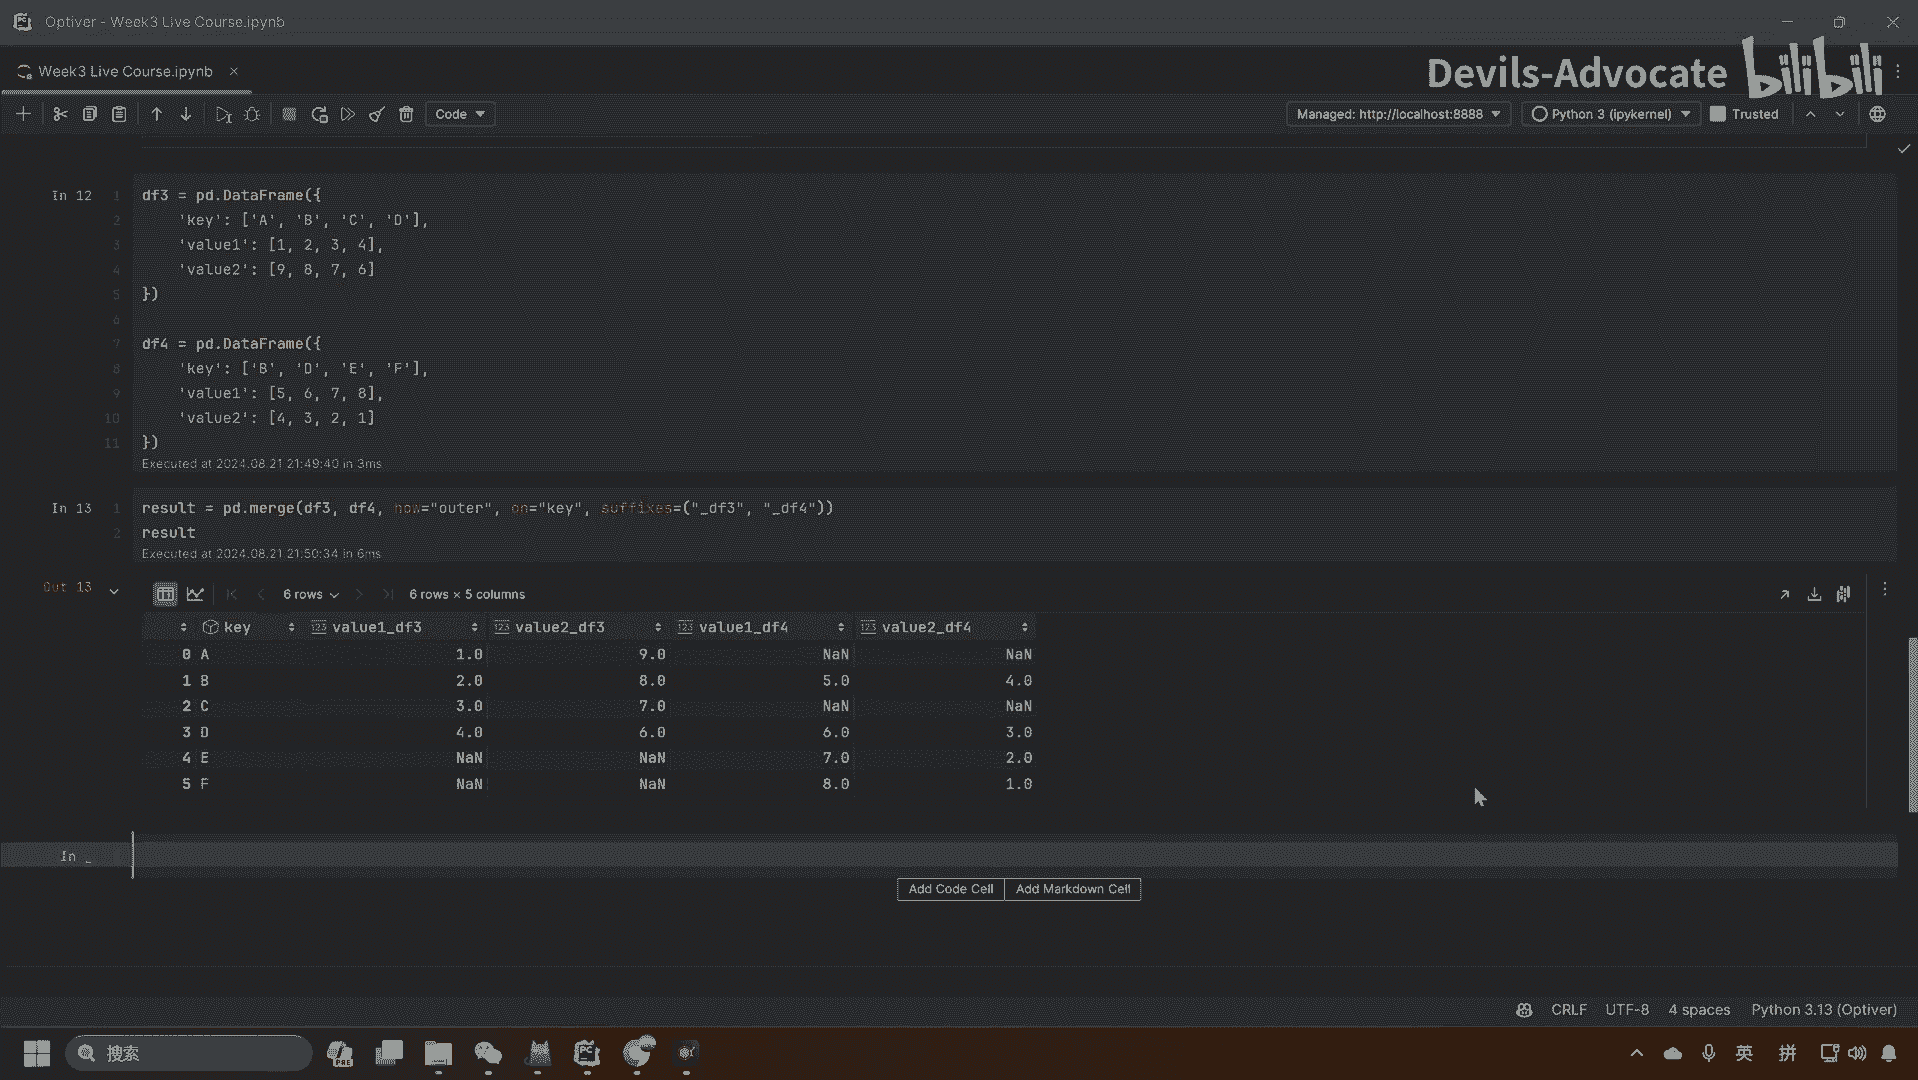 Optiver - Week3 Live Course.ipynb
Week3 Live Course.ipynb
Devils-Advocate bilibili
Code
Managed: http://localhost:8888
Python 3 (ipykernel)
Trusted
In 12
1 df3 = pd.DataFrame({
2 'key': ['A', 'B', 'C', 'D'],
3 'value1': [1, 2, 3, 4],
4 'value2': [9, 8, 7, 6]
5 })
6
7 df4 = pd.DataFrame({
8 'key': ['B', 'D', 'E', 'F'],
9 'value1': [5, 6, 7, 8],
10 'value2': [4, 3, 2, 1]
11 })
Executed at 2024.08.21 21:49:40 in 3ms
In 13
1 result = pd.merge(df3, df4, how="outer", on="key", suffixes=("_df3", "_df4"))
2 result
Executed at 2024.08.21 21:50:34 in 6ms
Out 13
6 rows 6 rows × 5 columns
key 123 value1_df3 123 value2_df3 123 value1_df4 123 value2_df4
0 A 1.0 9.0 NaN NaN
1 B 2.0 8.0 5.0 4.0
2 C 3.0 7.0 NaN NaN
3 D 4.0 6.0 6.0 3.0
4 E NaN NaN 7.0 2.0
5 F NaN NaN 8.0 1.0
In _
Add Code Cell Add Markdown Cell
CRLF UTF-8 4 spaces Python 3.13 (Optiver)
搜索
PRE
PC
英
拼